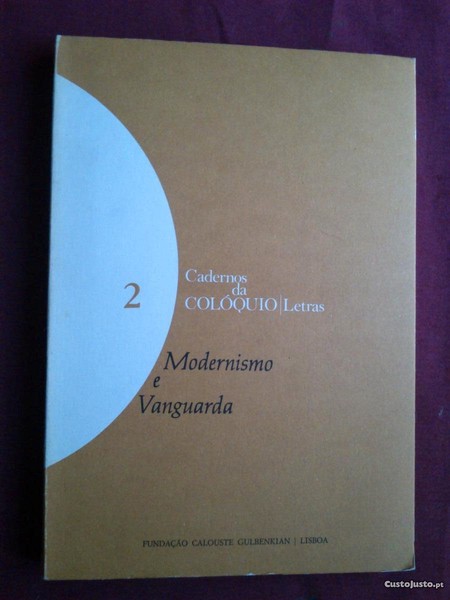 2
Cadernos
da
COLÓQUIO|Letras
Modernismo
e
Vanguarda
FUNDAÇÃO CALOUSTE GULBENKIAN | LISBOA
CustoJusto.pt